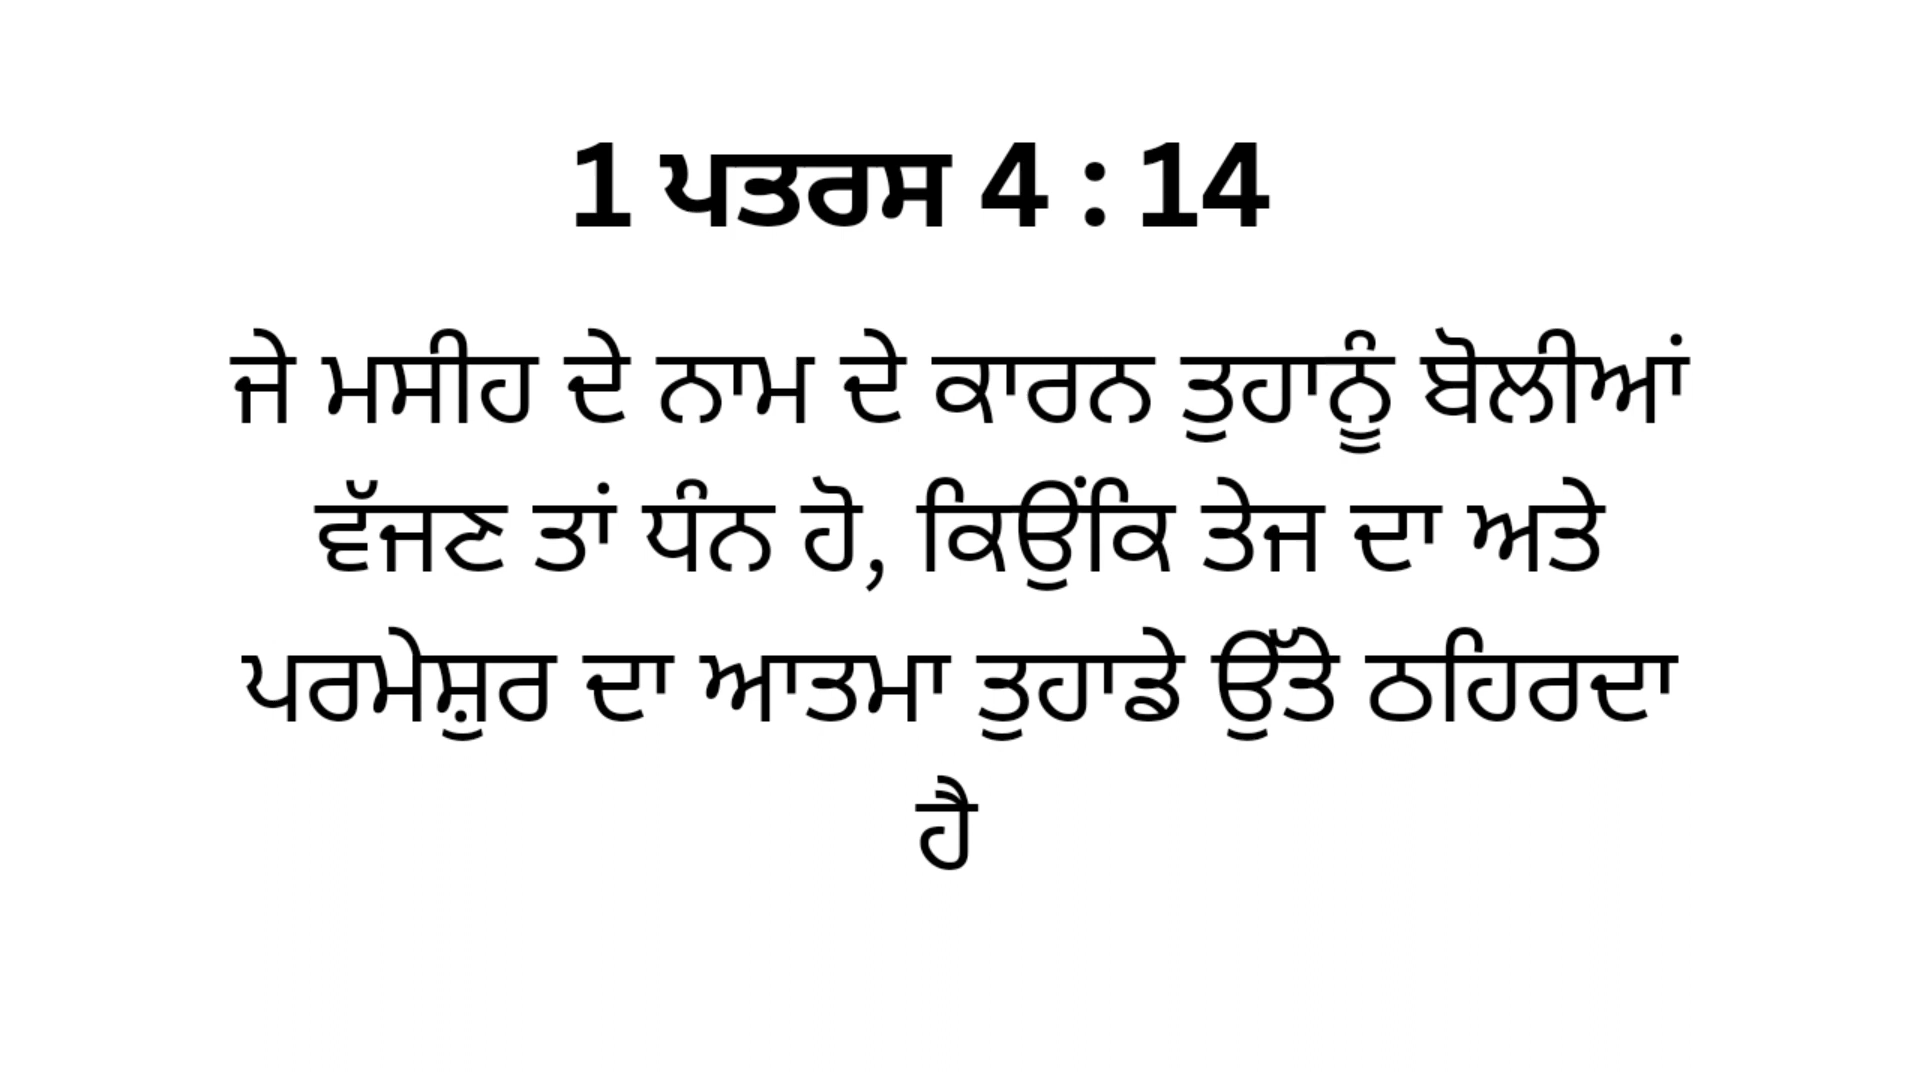 1 ਪਤਰਸ 4 : 14
ਜੇ ਮਸੀਹ ਦੇ ਨਾਮ ਦੇ ਕਾਰਨ ਤੁਹਾਨੂੰ ਬੋਲੀਆਂ
ਵੱਜਣ ਤਾਂ ਧੰਨ ਹੋ, ਕਿਉਂਕਿ ਤੇਜ ਦਾ ਅਤੇ
ਪਰਮੇਸ਼ੁਰ ਦਾ ਆਤਮਾ ਤੁਹਾਡੇ ਉੱਤੇ ਠਹਿਰਦਾ
ਹੈ